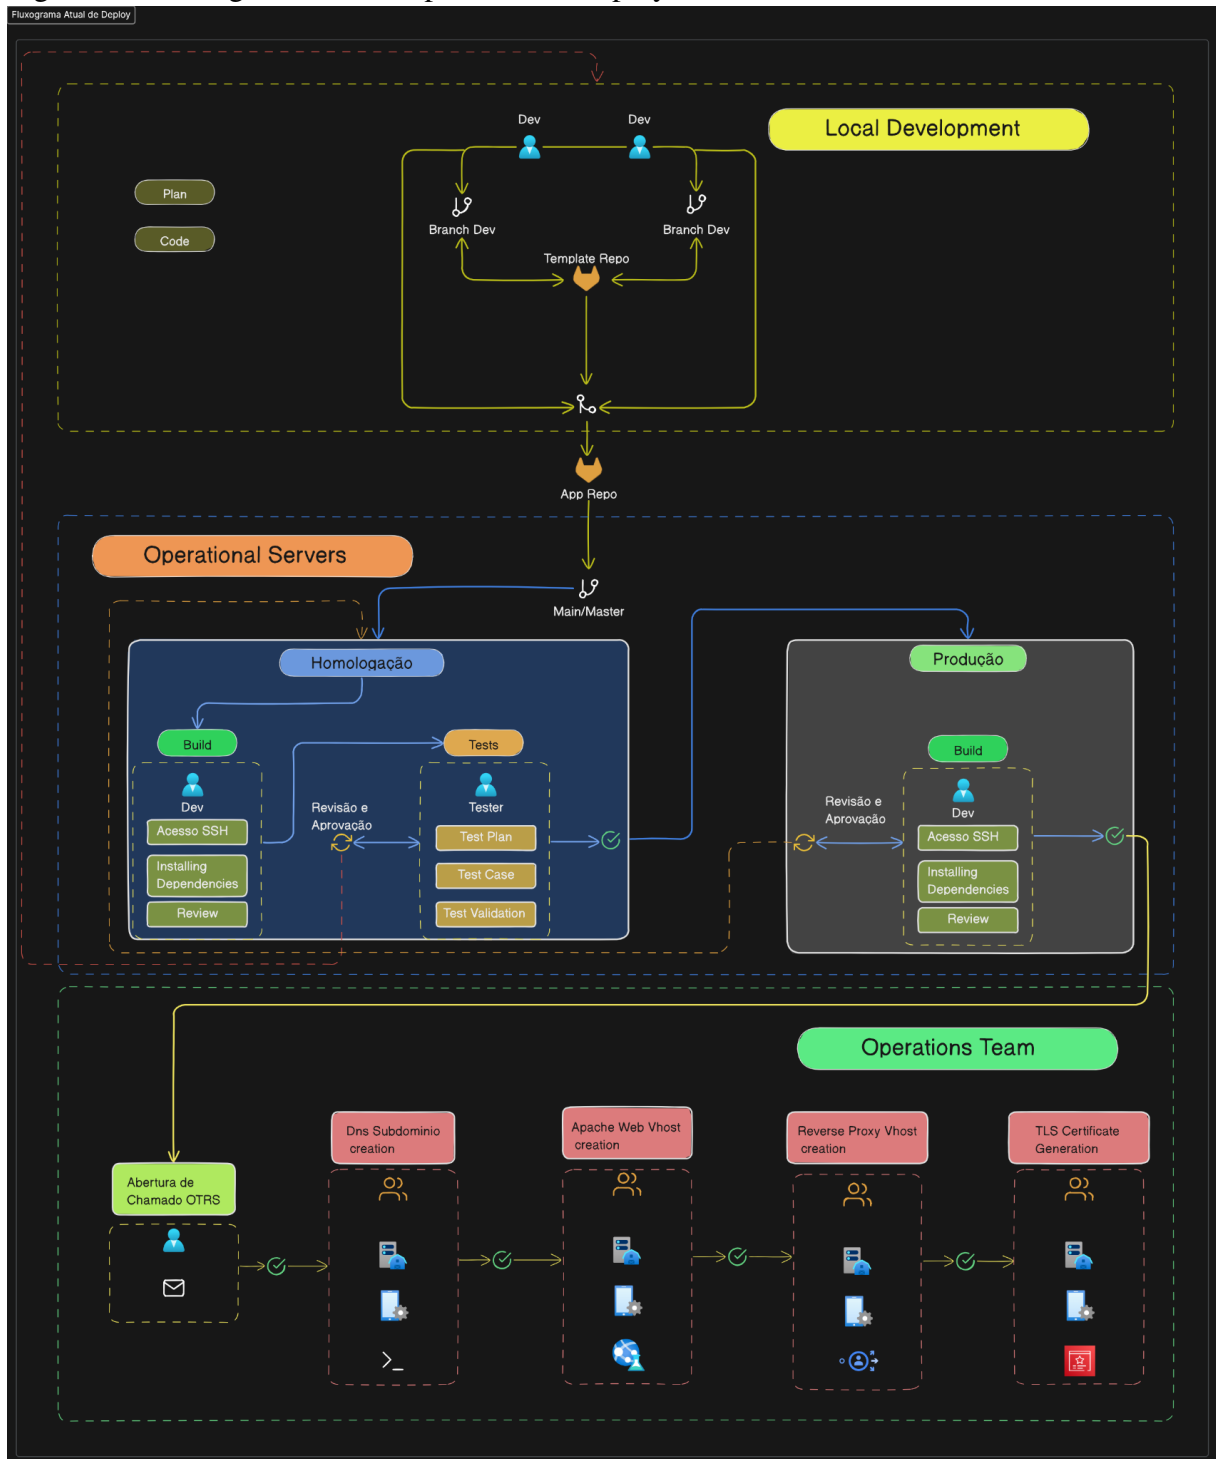 Fluxograma Atual de Deploy
Local Development
Dev
Dev
Plan
Code
Branch Dev
Branch Dev
Template Repo
App Repo
Operational Servers
Main/Master
Homologação
Produção
Build
Tests
Build
Dev
Acesso SSH
Installing
Dependencies
Review
Revisão e
Aprovação
Tester
Test Plan
Test Case
Test Validation
Revisão e
Aprovação
Dev
Acesso SSH
Installing
Dependencies
Review
Operations Team
Abertura de
Chamado OTRS
Dns Subdominio
creation
Apache Web Vhost
creation
Reverse Proxy Vhost
creation
TLS Certificate
Generation